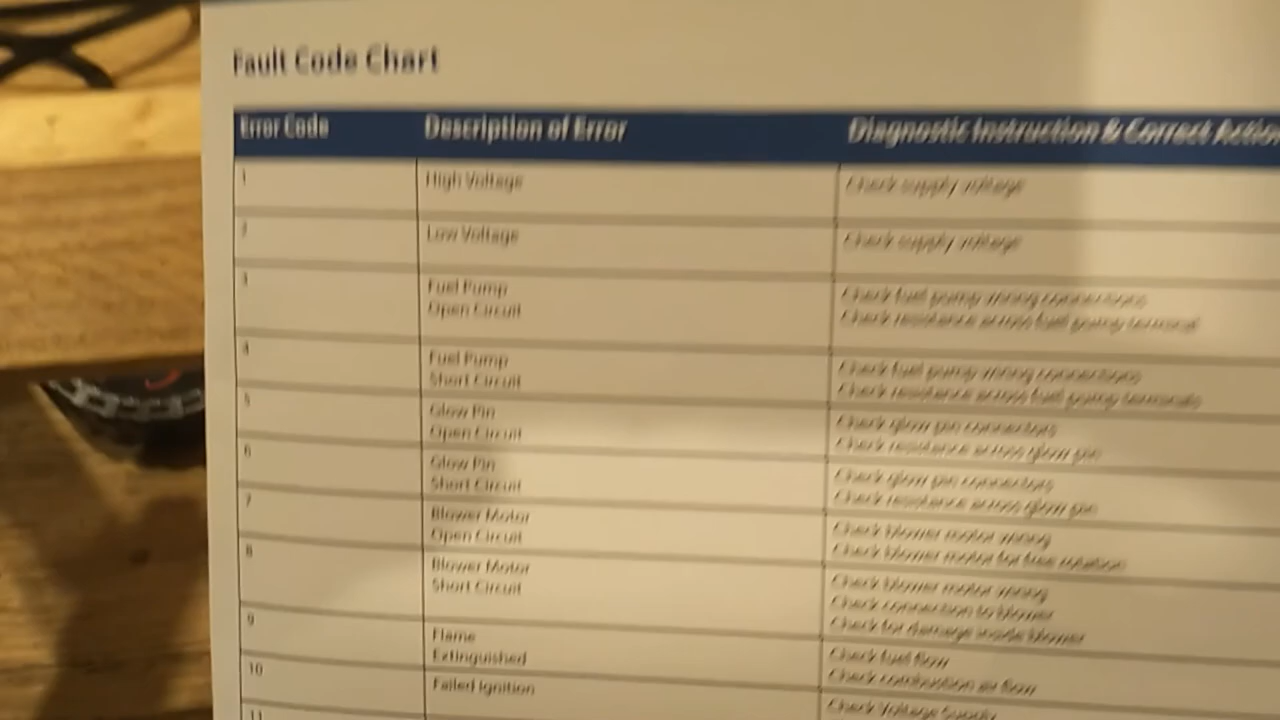 Fault Code Chart
Error Code Description of Error Diagnostic Instruction & Correct Action
1 High Voltage Check supply voltage
2 Low Voltage Check supply voltage
3 Fuel Pump Check fuel pump wiring connections
Open Circuit Check resistance across fuel pump terminal
4 Fuel Pump Check fuel pump wiring connections
Short Circuit Check resistance across fuel pump terminals
5 Glow Pin Check glow pin connectors
Open Circuit Check resistance across glow pin
6 Glow Pin Check glow pin connectors
Short Circuit Check resistance across glow pin
7 Blower Motor Check blower motor wiring
Open Circuit Check blower motor for free rotation
8 Blower Motor Check blower motor wiring
Short Circuit Check connection to blower
Check for damage inside blower
9 Flame Check fuel flow
Extinguished Check combustion air flow
10 Failed Ignition Check Voltage Supply
11